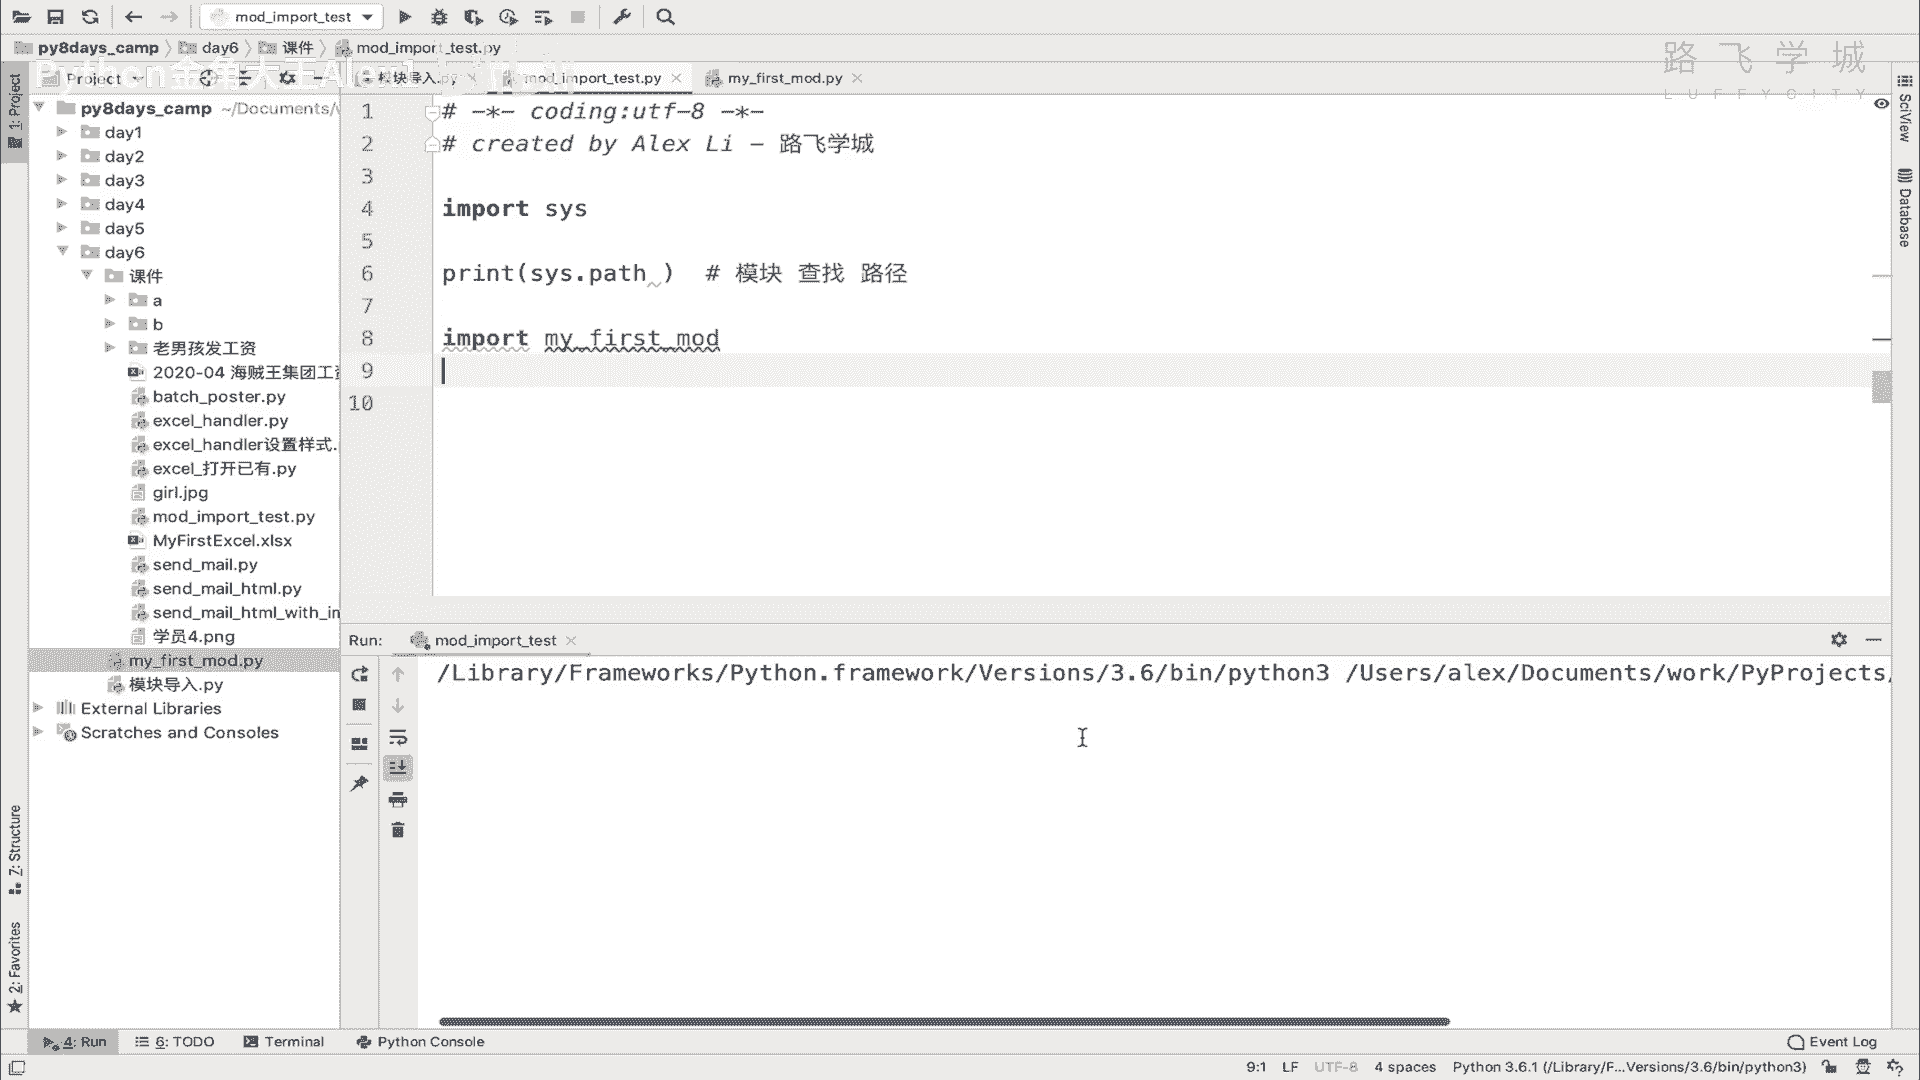 mod_import_test
py8days_camp day6 课件 mod_import_test.py
路飞学城
LUFFYCITY
Python金角大王Alex1
Project
模块导入.py
mod_import_test.py
my_first_mod.py
1: Project
py8days_camp ~/Documents/
day1
day2
day3
day4
day5
day6
课件
a
b
老男孩发工资
2020-04 海贼王集团工资
batch_poster.py
excel_handler.py
excel_handler设置样式.
excel_打开已有.py
girl.jpg
mod_import_test.py
MyFirstExcel.xlsx
send_mail.py
send_mail_html.py
send_mail_html_with_in
学员4.png
my_first_mod.py
模块导入.py
External Libraries
Scratches and Consoles
1 # -*- coding:utf-8 -*-
2 # created by Alex Li - 路飞学城
3
4 import sys
5
6 print(sys.path ) # 模块 查找 路径
7
8 import my_first_mod
9
10
SciView
Database
Run: mod_import_test
/Library/Frameworks/Python.framework/Versions/3.6/bin/python3 /Users/alex/Documents/work/PyProjects/
7: Structure
2: Favorites
4: Run 6: TODO Terminal Python Console Event Log
9:1 LF UTF-8 4 spaces Python 3.6.1 (/Library/F...Versions/3.6/bin/python3)